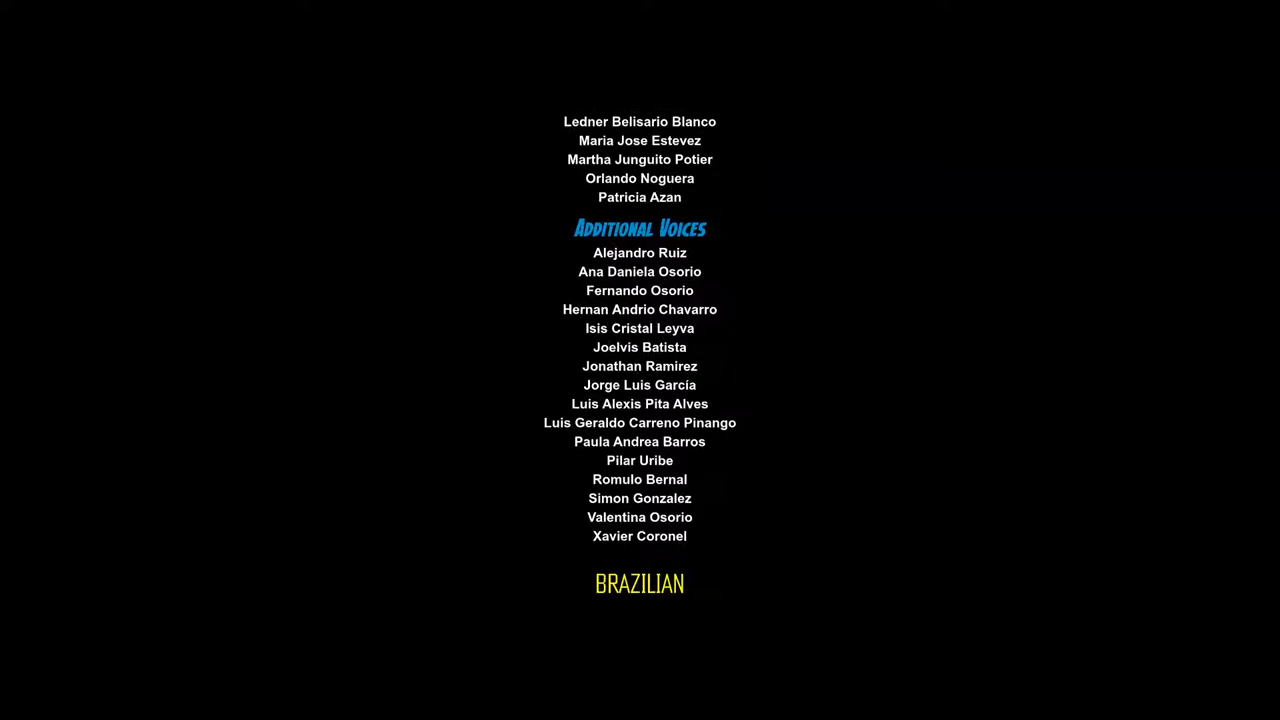 Ledner Belisario Blanco
Maria Jose Estevez
Martha Junguito Potier
Orlando Noguera
Patricia Azan
Additional Voices
Alejandro Ruiz
Ana Daniela Osorio
Fernando Osorio
Hernan Andrio Chavarro
Isis Cristal Leyva
Joelvis Batista
Jonathan Ramirez
Jorge Luis García
Luis Alexis Pita Alves
Luis Geraldo Carreno Pinango
Paula Andrea Barros
Pilar Uribe
Romulo Bernal
Simon Gonzalez
Valentina Osorio
Xavier Coronel
BRAZILIAN